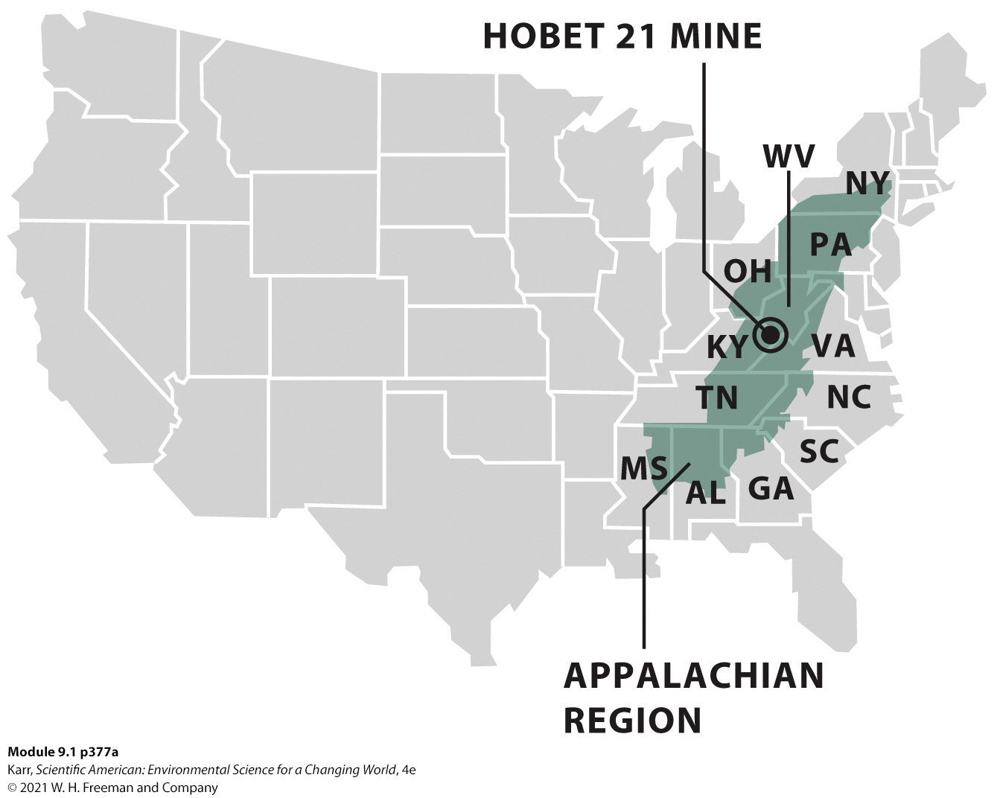 HOBET 21 MINE
WV
NY
PA
OH
KY
VA
TN
NC
SC
MS
AL
GA
APPALACHIAN
REGION
Module 9.1 p377a
Karr, Scientific American: Environmental Science for a Changing World, 4e
© 2021 W. H. Freeman and Company